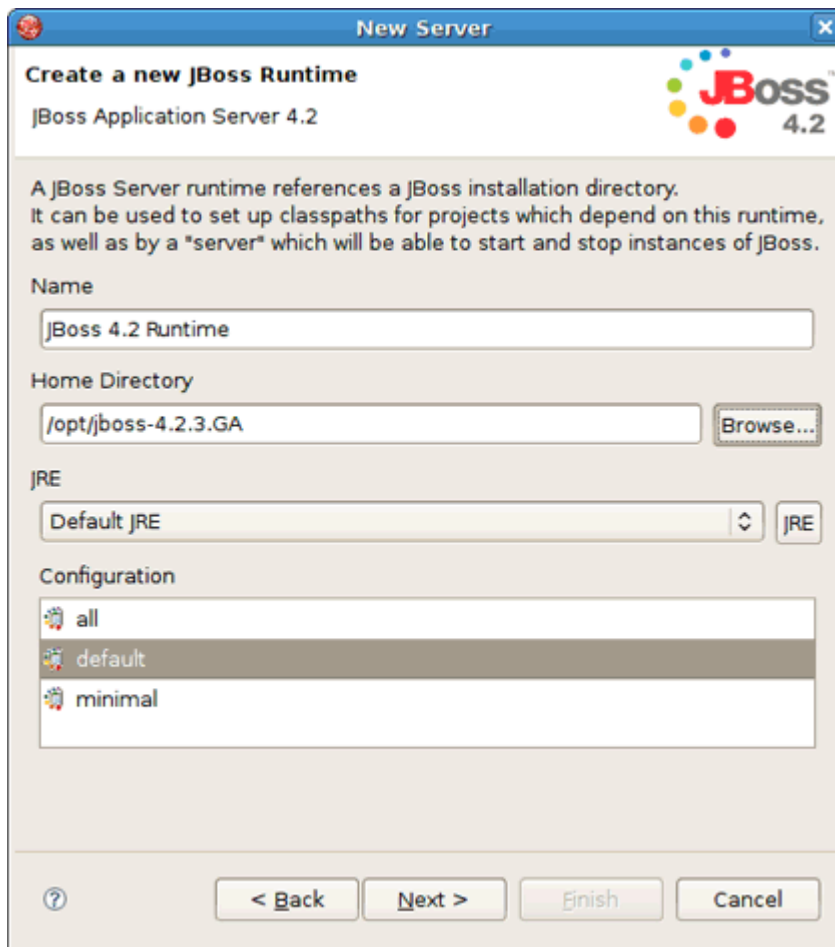 New Server
Create a new JBoss Runtime
JBoss Application Server 4.2
JBoss
4.2
A JBoss Server runtime references a JBoss installation directory.
It can be used to set up classpaths for projects which depend on this runtime,
as well as by a "server" which will be able to start and stop instances of JBoss.
Name
JBoss 4.2 Runtime
Home Directory
/opt/jboss-4.2.3.GA
Browse...
JRE
Default JRE
JRE
Configuration
all
default
minimal
< Back
Next >
Finish
Cancel